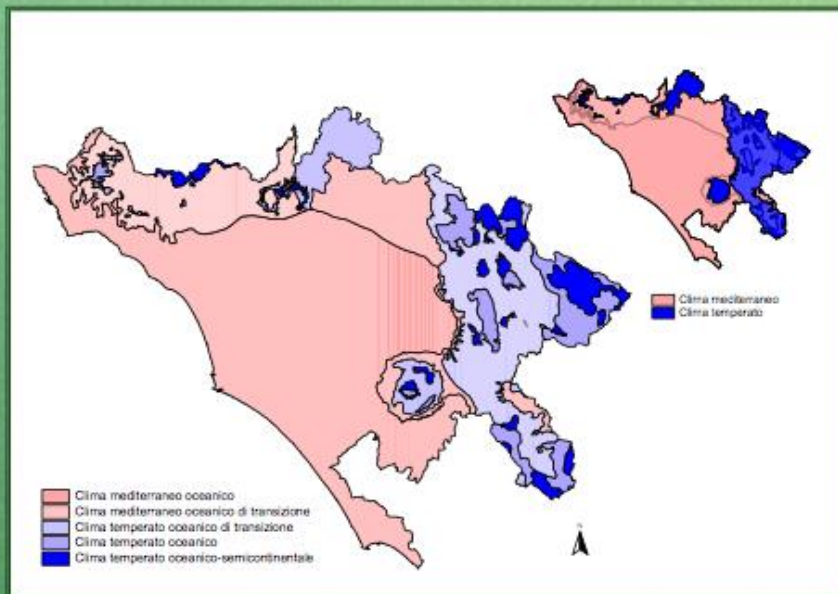 Clima mediterraneo
Clima temperato
Clima mediterraneo oceanico
Clima mediterraneo oceanico di transizione
Clima temperato oceanico di transizione
Clima temperato oceanico
Clima temperato oceanico-semicontinentale